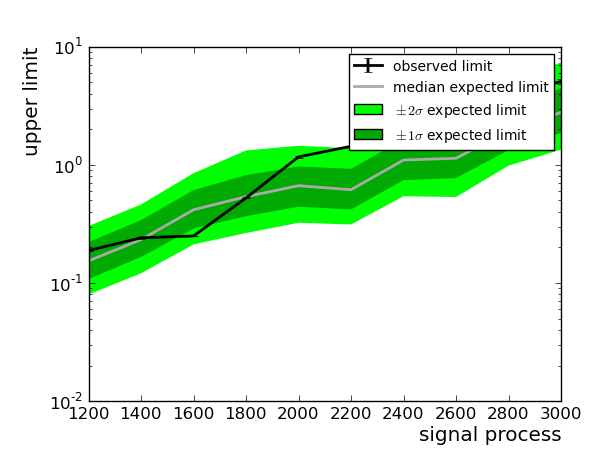 upper limit
10^1
10^0
10^-1
10^-2
observed limit
median expected limit
±2σ expected limit
±1σ expected limit
1200 1400 1600 1800 2000 2200 2400 2600 2800 3000
signal process